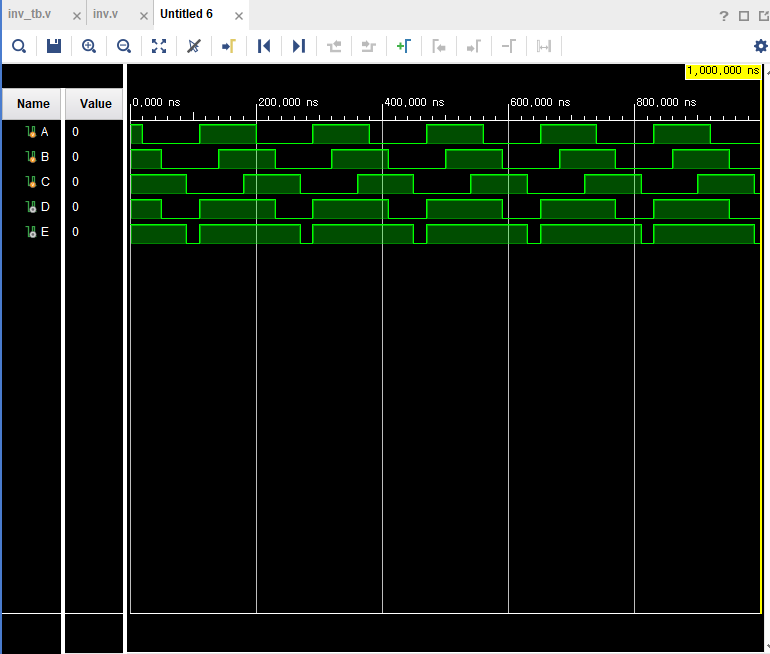 inv_tb.v × inv.v × Untitled 6 ×
?
1,000,000 ns
Name Value
0,000 ns 200,000 ns 400,000 ns 600,000 ns 800,000 ns
A 0
B 0
C 0
D 0
E 0